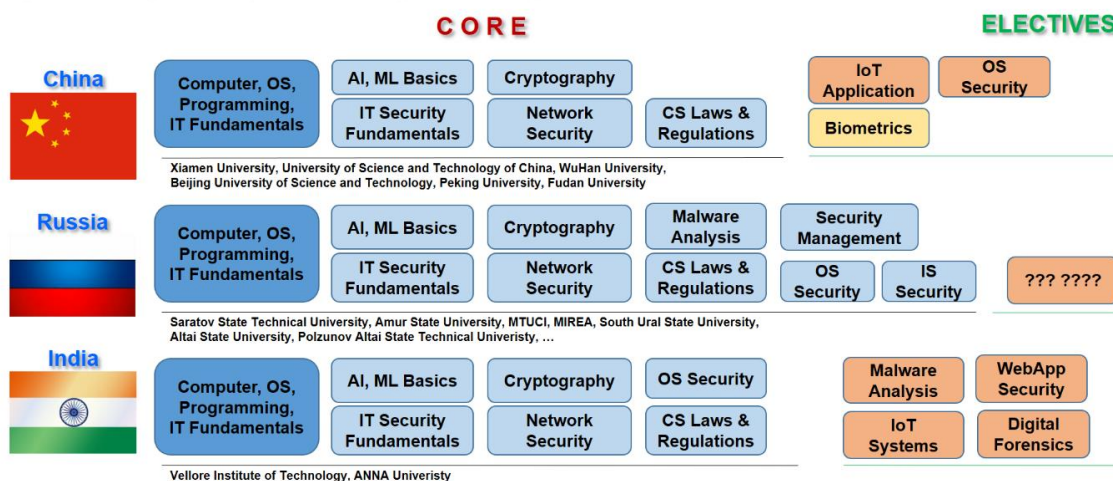 CORE
ELECTIVES
China
Computer, OS,
Programming,
IT Fundamentals
AI, ML Basics
Cryptography
IT Security
Fundamentals
Network
Security
CS Laws &
Regulations
IoT
Application
OS
Security
Biometrics
Xiamen University, University of Science and Technology of China, WuHan University,
Beijing University of Science and Technology, Peking University, Fudan University
Russia
Computer, OS,
Programming,
IT Fundamentals
AI, ML Basics
Cryptography
Malware
Analysis
Security
Management
IT Security
Fundamentals
Network
Security
CS Laws &
Regulations
OS
Security
IS
Security
??? ????
Saratov State Technical University, Amur State University, MTUCI, MIREA, South Ural State University,
Altai State University, Polzunov Altai State Technical Univeristy, ...
India
Computer, OS,
Programming,
IT Fundamentals
AI, ML Basics
Cryptography
OS Security
IT Security
Fundamentals
Network
Security
CS Laws &
Regulations
Malware
Analysis
WebApp
Security
IoT
Systems
Digital
Forensics
Vellore Institute of Technology, ANNA Univeristy